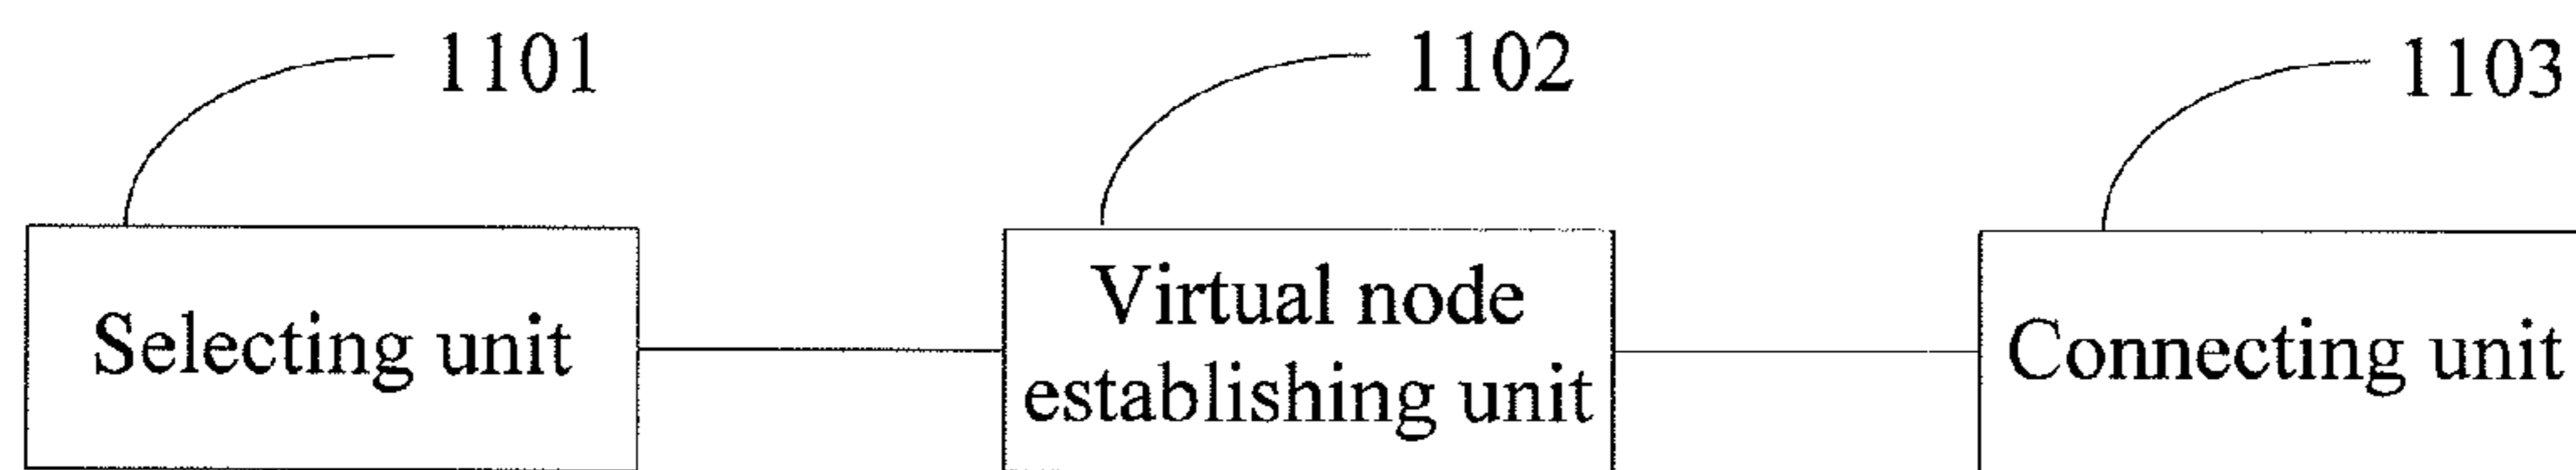 1101
1102
1103
Selecting unit
Virtual node
establishing unit
Connecting unit